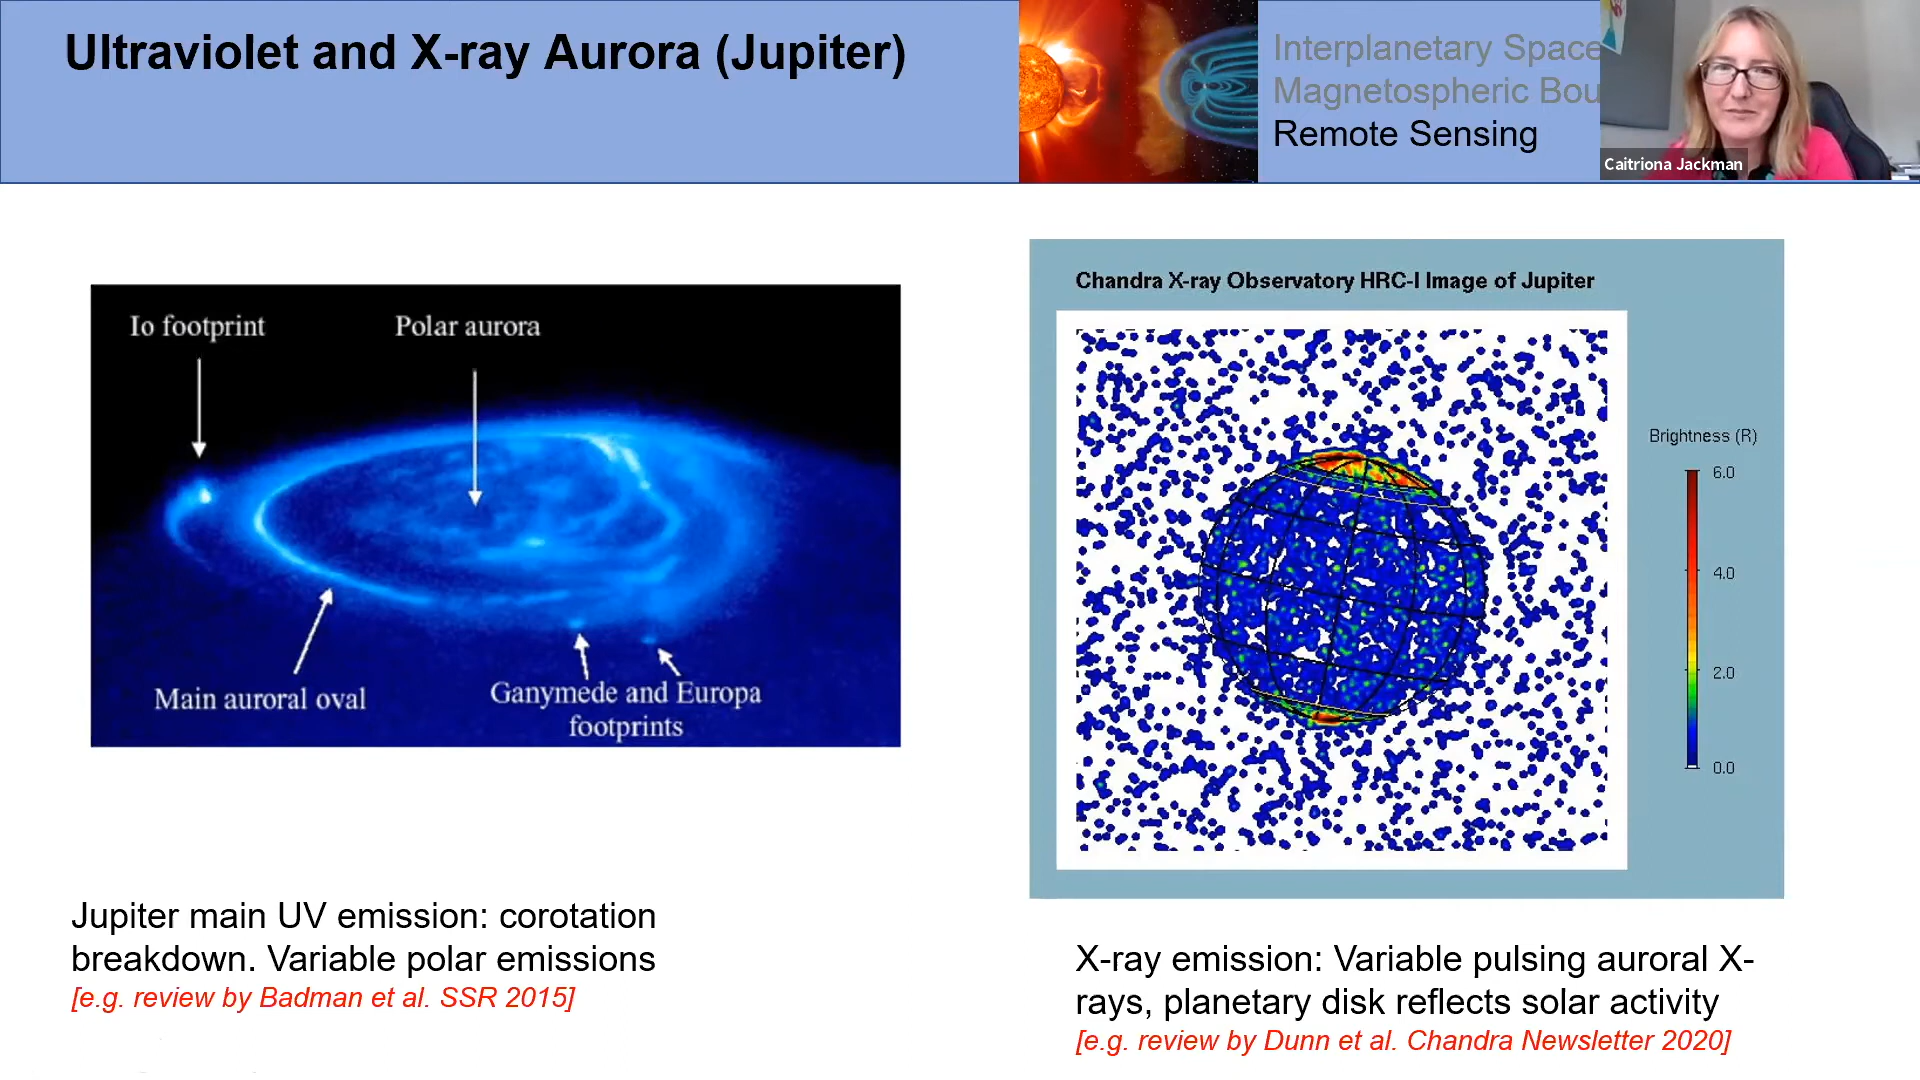 Ultraviolet and X-ray Aurora (Jupiter)
Interplanetary Space
Magnetospheric Bou
Remote Sensing
Caitriona Jackman
Io footprint
Polar aurora
Main auroral oval
Ganymede and Europa
footprints
Chandra X-ray Observatory HRC-I Image of Jupiter
Brightness (R)
6.0
4.0
2.0
0.0
Jupiter main UV emission: corotation
breakdown. Variable polar emissions
[e.g. review by Badman et al. SSR 2015]
X-ray emission: Variable pulsing auroral X-
rays, planetary disk reflects solar activity
[e.g. review by Dunn et al. Chandra Newsletter 2020]